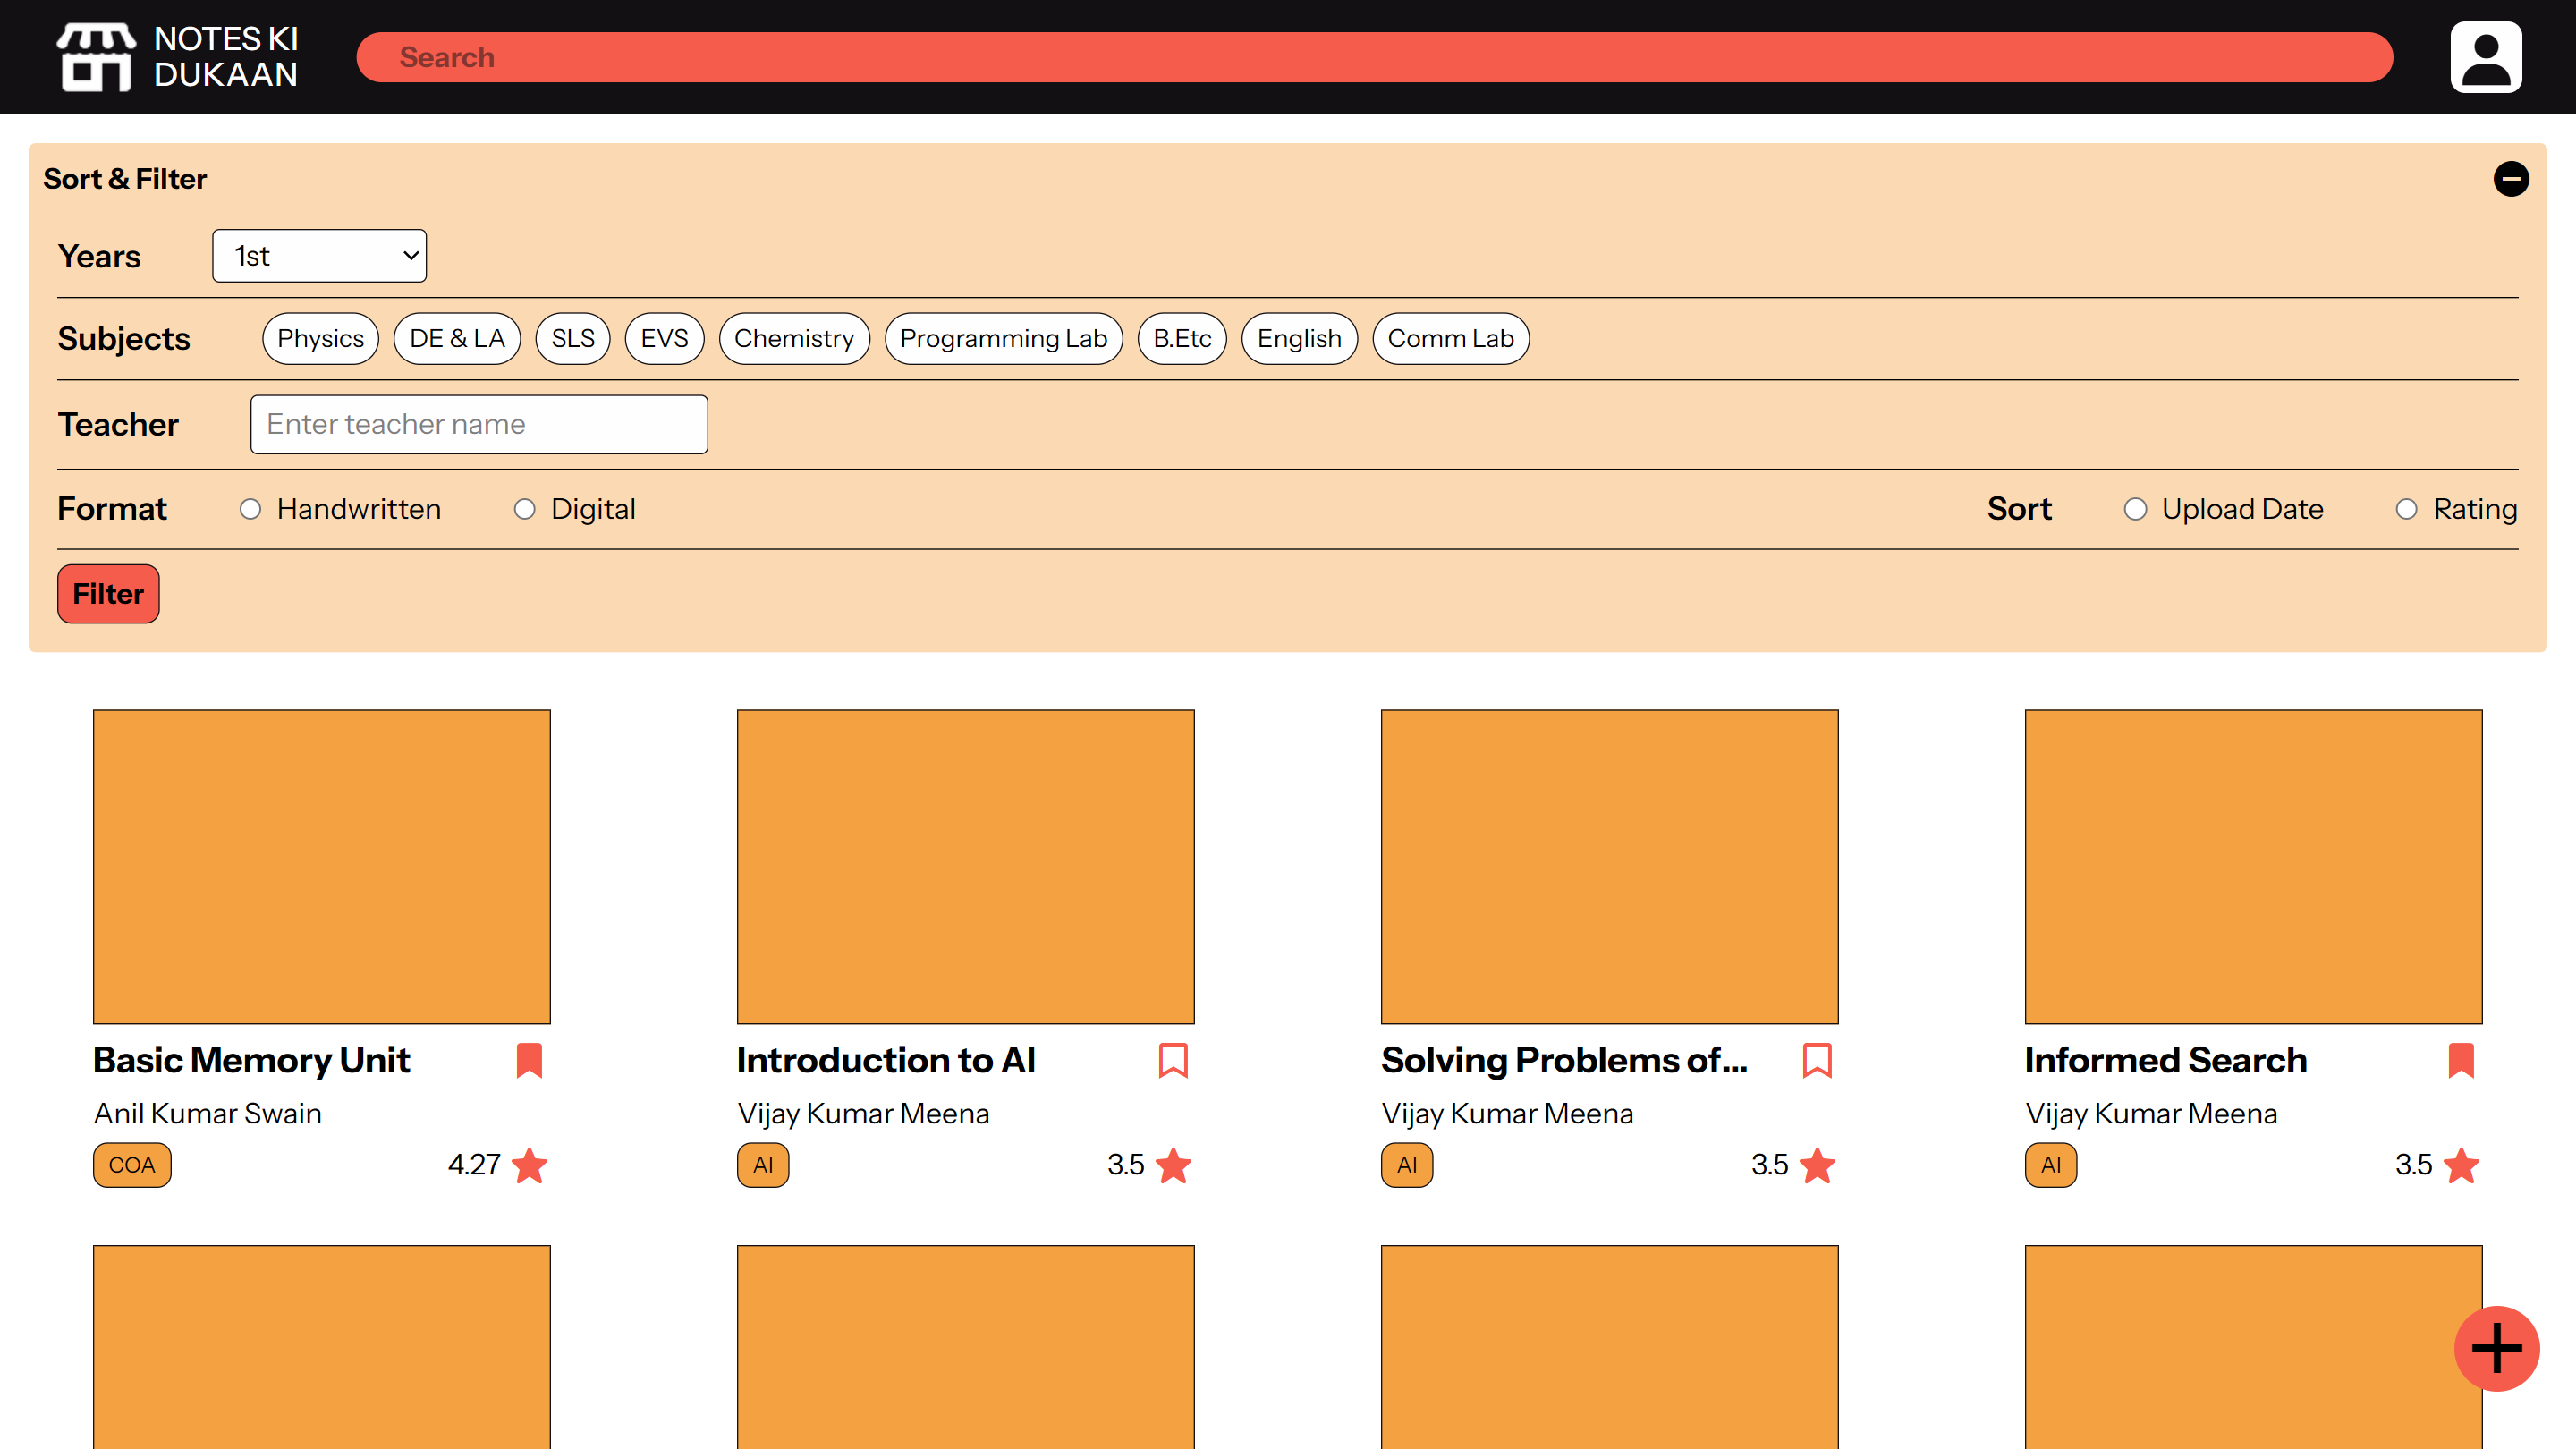 NOTES KI
DUKAAN
Search
Sort & Filter
Years 1st
Subjects Physics DE & LA SLS EVS Chemistry Programming Lab B.Etc English Comm Lab
Teacher Enter teacher name
Format Handwritten Digital Sort Upload Date Rating
Filter
Basic Memory Unit
Anil Kumar Swain
COA 4.27
Introduction to AI
Vijay Kumar Meena
AI 3.5
Solving Problems of...
Vijay Kumar Meena
AI 3.5
Informed Search
Vijay Kumar Meena
AI 3.5